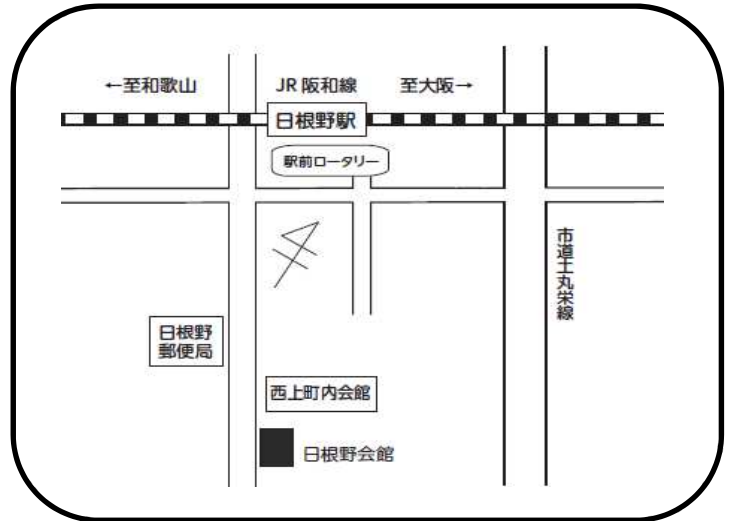 ←至和歌山
JR 阪和線
至大阪→
日根野駅
駅前ロータリー
市道土丸栄線
日根野
郵便局
西上町内会館
日根野会館